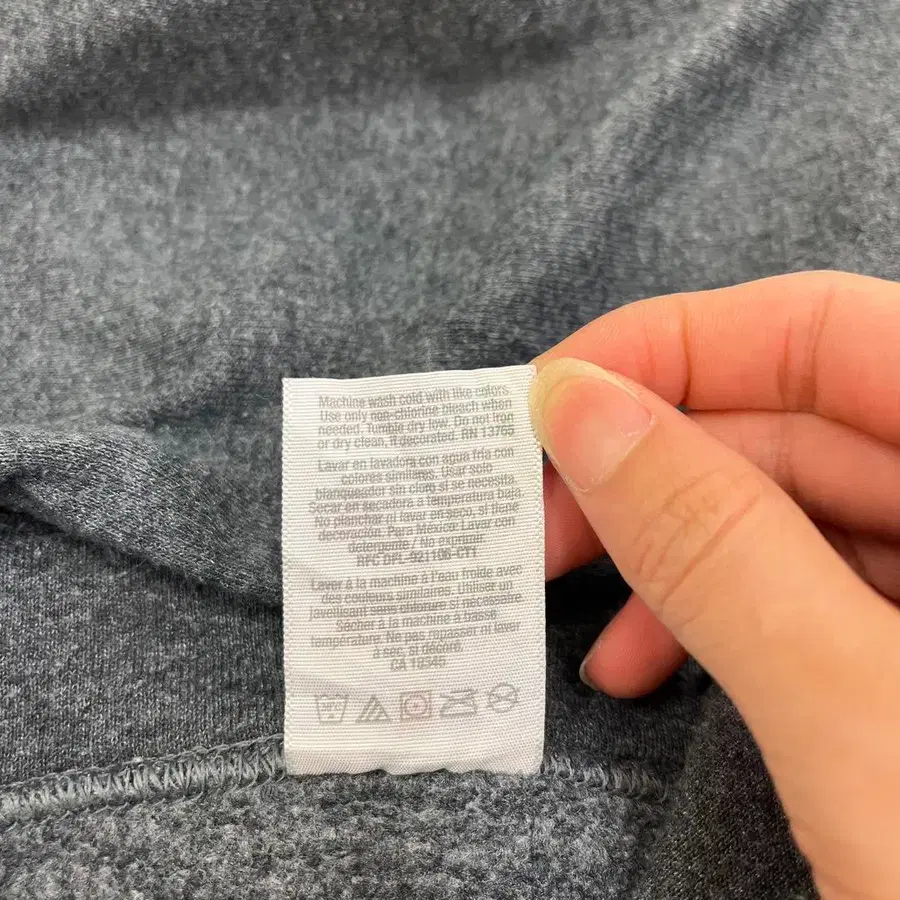 Machine wash cold with like colors.
Use only non-chlorine bleach when
needed. Tumble dry low. Do not iron
or dry clean, if decorated. RN 13765
Lavar en lavadora con agua fria con
colores similares. Usar solo
blanqueador sin cloro si se necesita.
Secar en secadora a temperatura baja.
No planchar ni lavar en seco, si tiene
decoración. Para México: Lavar con
detergente / No exprimir.
RFC DPL-921106-CT1
Laver à la machine à l'eau froide avec
des couleurs similaires. Utiliser un
javellisant sans chlorure si nécessaire.
Sécher à la machine à basse
température. Ne pas repasser ni laver
à sec, si décoré.
CA 18345